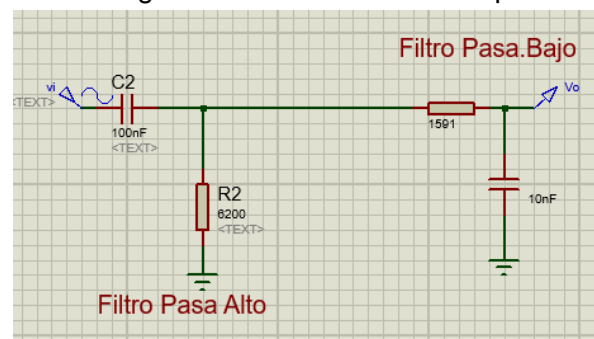 Filtro Pasa.Bajo
vi
C2
Vo
<TEXT>
100nF
<TEXT>
1591
R2
6200
<TEXT>
10nF
Filtro Pasa Alto